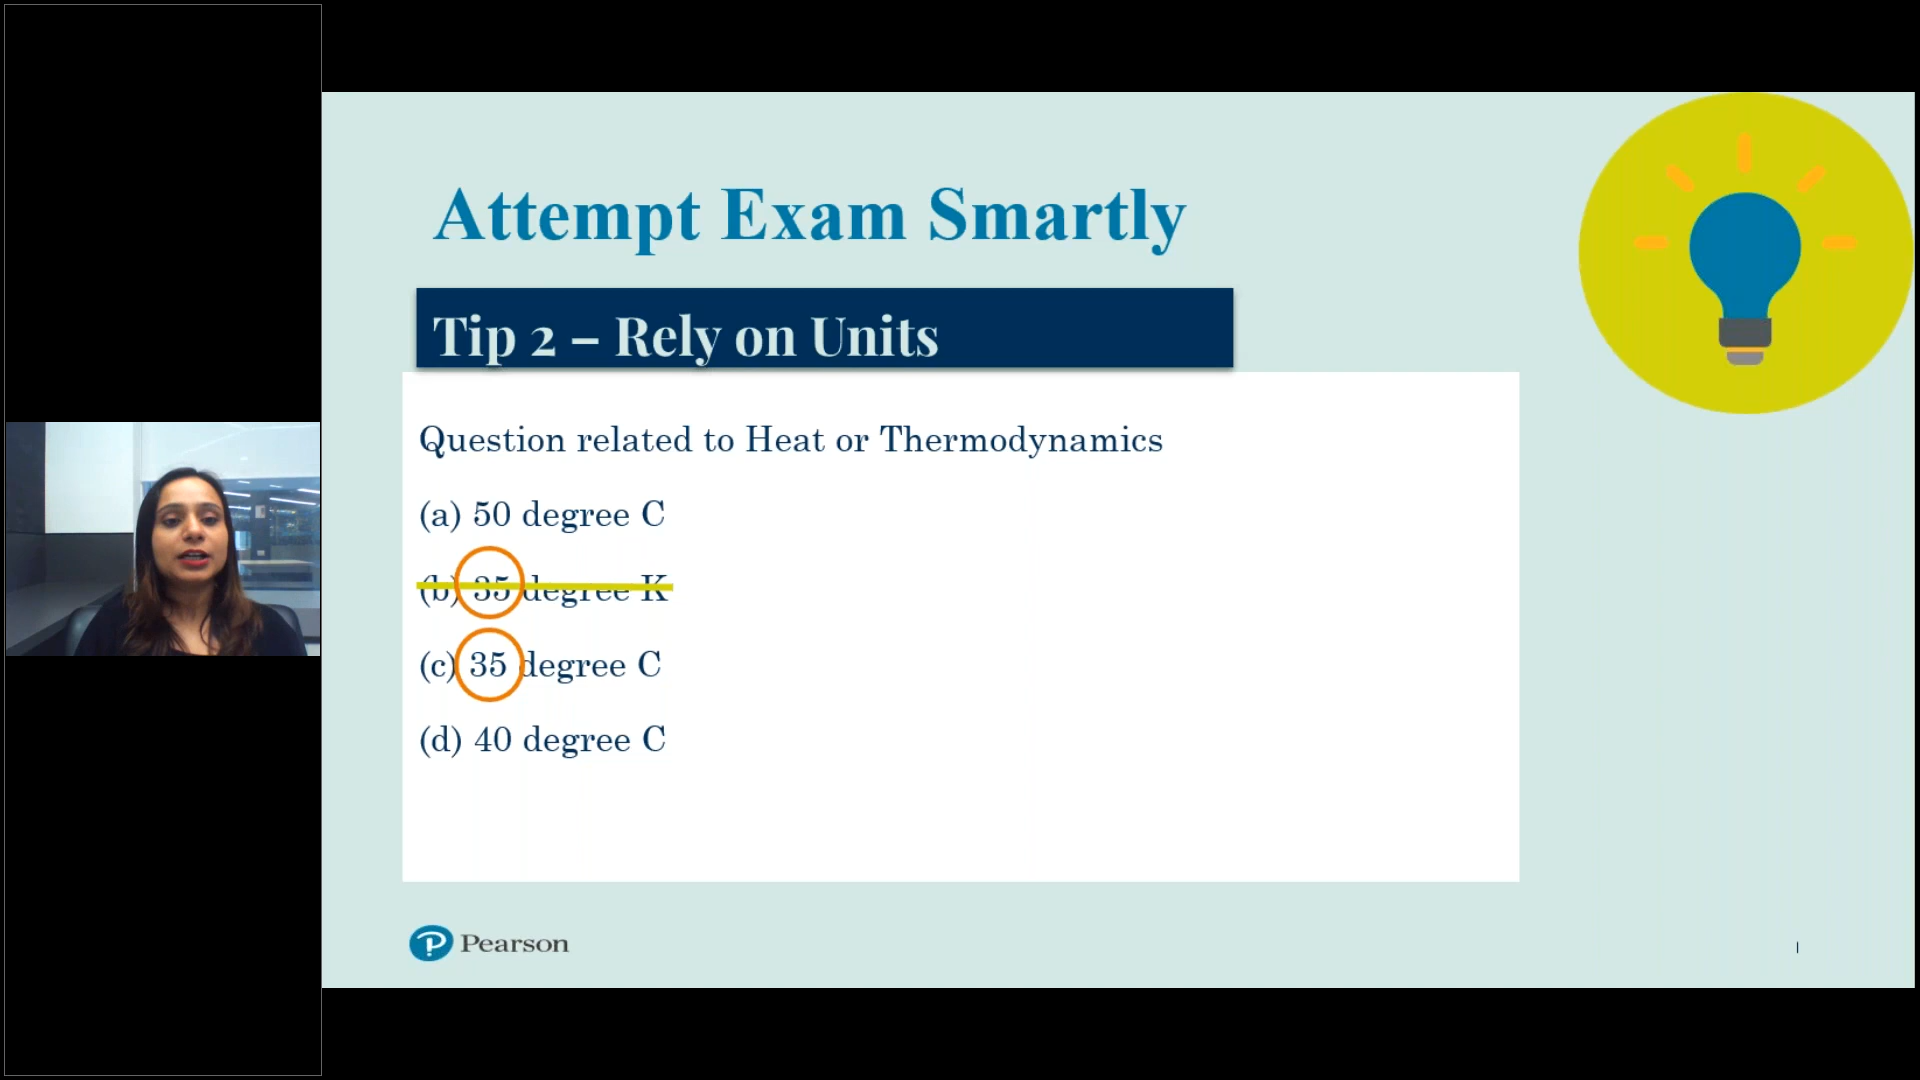 Attempt Exam Smartly
Tip 2 – Rely on Units
Question related to Heat or Thermodynamics
(a) 50 degree C
(b) 35 degree K
(c) 35 degree C
(d) 40 degree C
Pearson